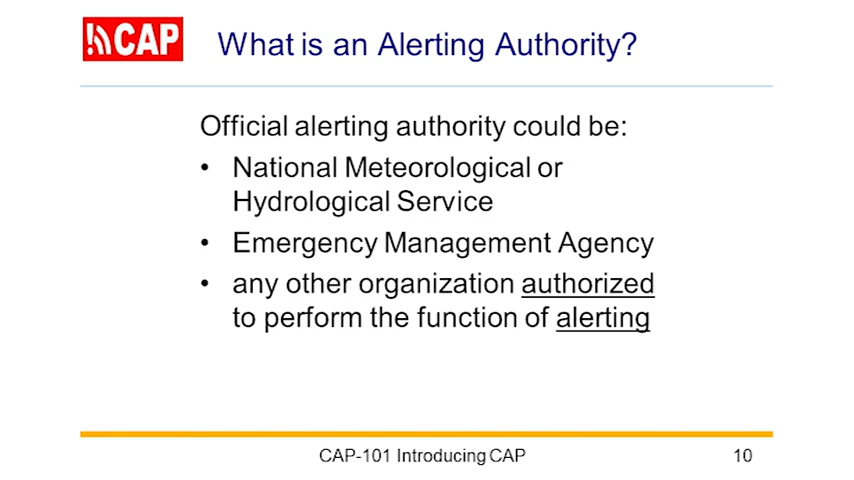 CAP
What is an Alerting Authority?
Official alerting authority could be:
• National Meteorological or
Hydrological Service
• Emergency Management Agency
• any other organization authorized
to perform the function of alerting
CAP-101 Introducing CAP
10